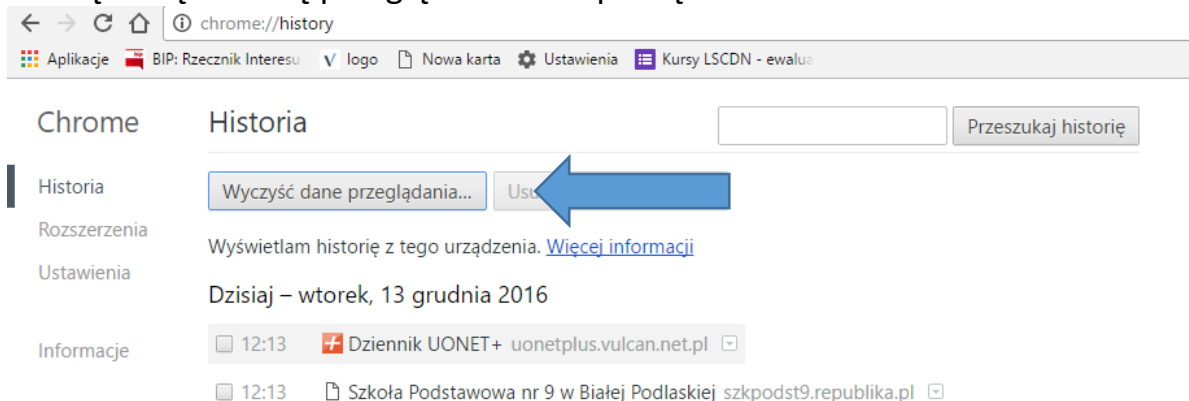 chrome://history
Aplikacje BIP: Rzecznik Interesu logo Nowa karta Ustawienia Kursy LSCDN - ewalua
Chrome Historia Przeszukaj historię
Historia Wyczyść dane przeglądania...
Rozszerzenia
Wyświetlam historię z tego urządzenia. Więcej informacji
Ustawienia
Dzisiaj – wtorek, 13 grudnia 2016
Informacje 12:13 Dziennik UONET+ uonetplus.vulcan.net.pl
12:13 Szkoła Podstawowa nr 9 w Białej Podlaskiej szkpodst9.republika.pl